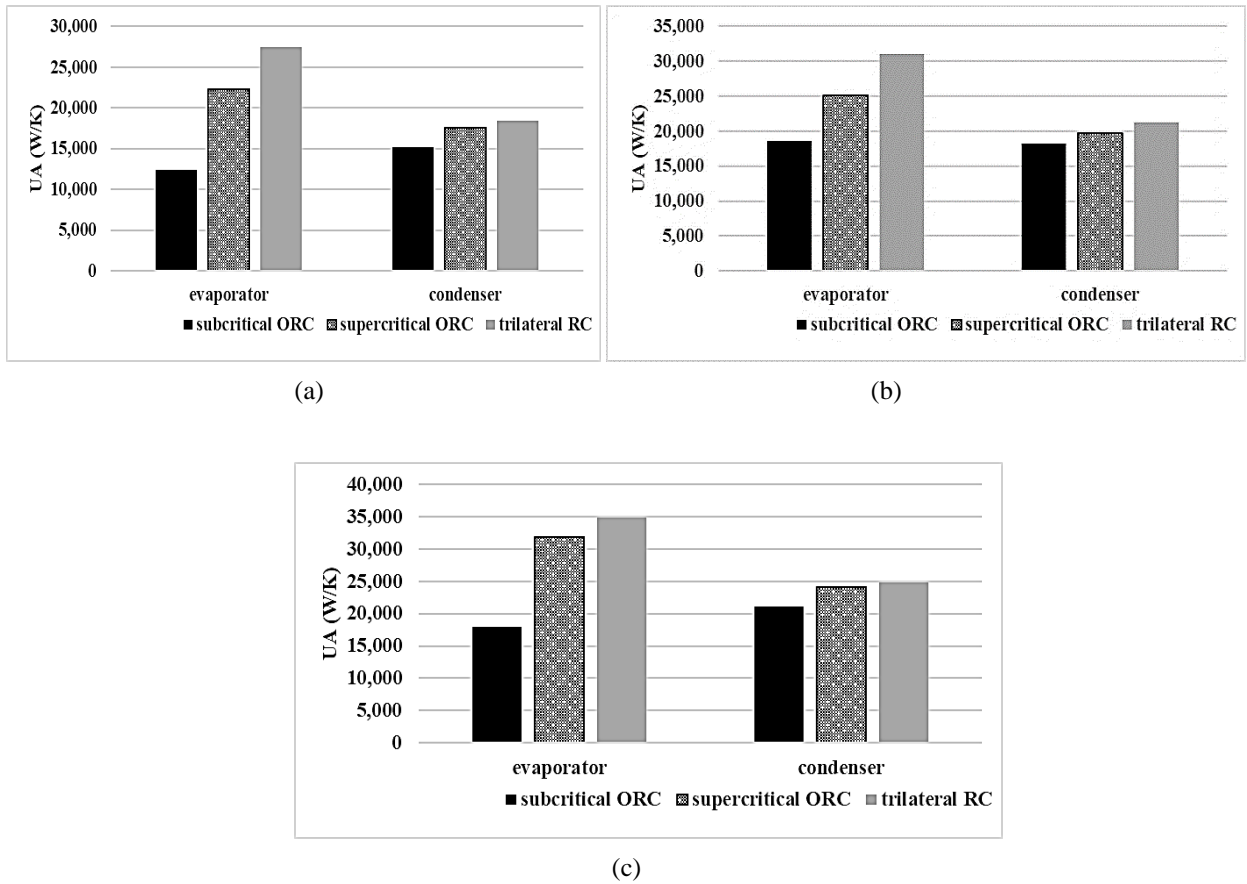 30,000
25,000
20,000
15,000
10,000
5,000
0
UA (W/K)
evaporator condenser
subcritical ORC supercritical ORC trilateral RC
(a)
35,000
30,000
25,000
20,000
15,000
10,000
5,000
0
UA (W/K)
evaporator condenser
subcritical ORC supercritical ORC trilateral RC
(b)
40,000
35,000
30,000
25,000
20,000
15,000
10,000
5,000
0
UA (W/K)
evaporator condenser
subcritical ORC supercritical ORC trilateral RC
(c)